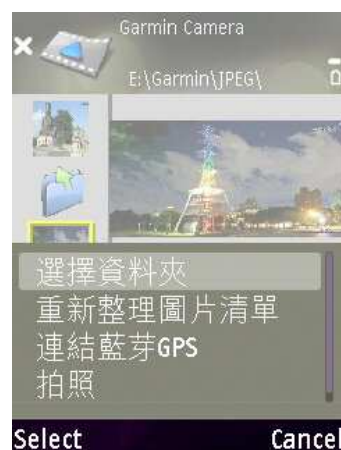 Garmin Camera
E:\Garmin\JPEG\
選擇資料夾
重新整理圖片清單
連結藍芽GPS
拍照
Select
Cancel